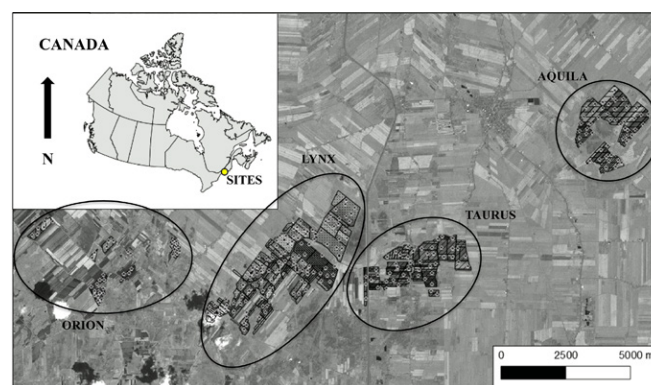 CANADA
N
SITES
AQUILA
LYNX
TAURUS
ORION
0 2500 5000 m